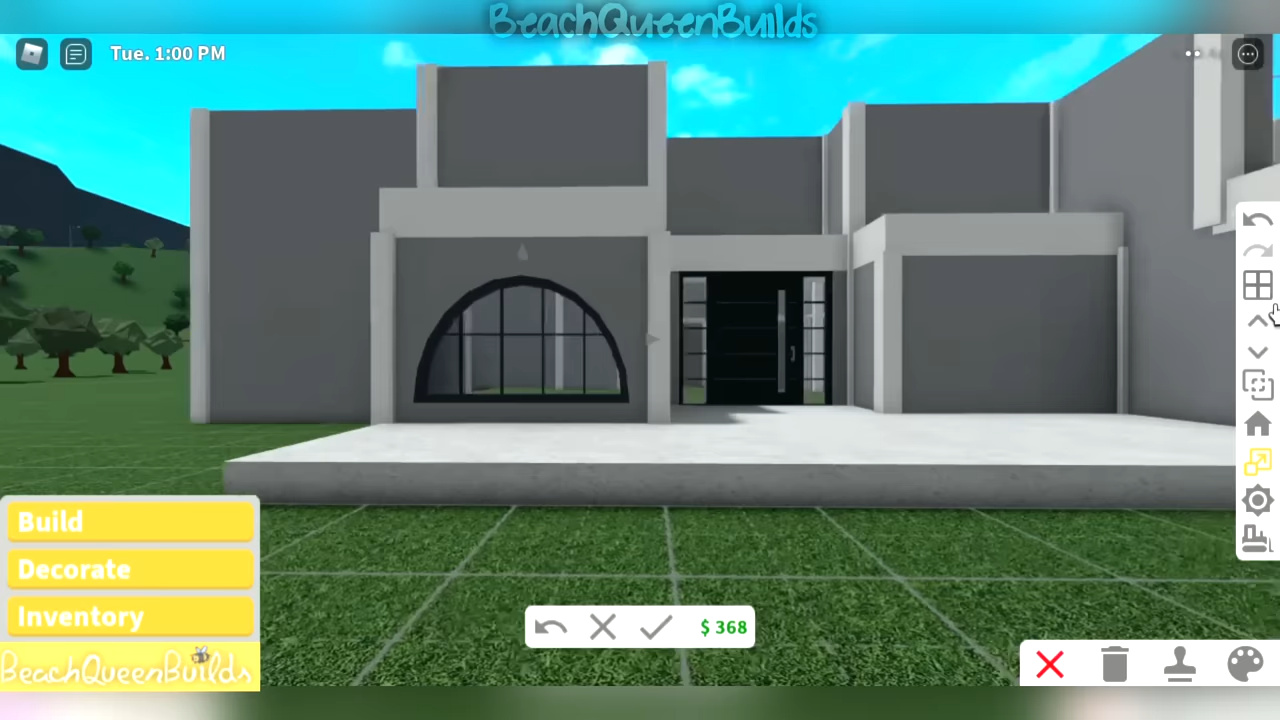 BeachQueenBuilds
Tue. 1:00 PM
Build
Decorate
Inventory
$ 368
BeachQueenBuilds